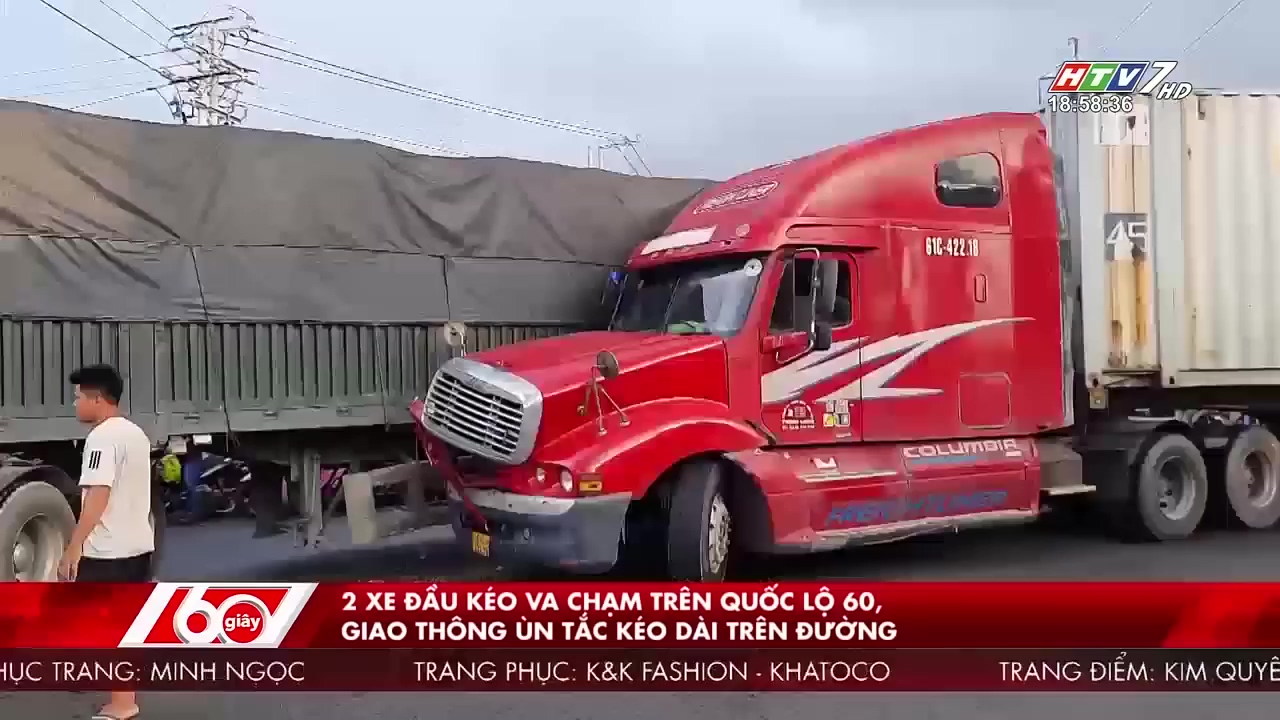 HTV7 HD
18:58:36
61C-422.18
45
COLUMBIA
FREIGHTLINER
60 giây
2 XE ĐẦU KÉO VA CHẠM TRÊN QUỐC LỘ 60,
GIAO THÔNG ÙN TẮC KÉO DÀI TRÊN ĐƯỜNG
HỤC TRANG: MINH NGỌC TRANG PHỤC: K&K FASHION - KHATOCO TRANG ĐIỂM: KIM QUYÊ